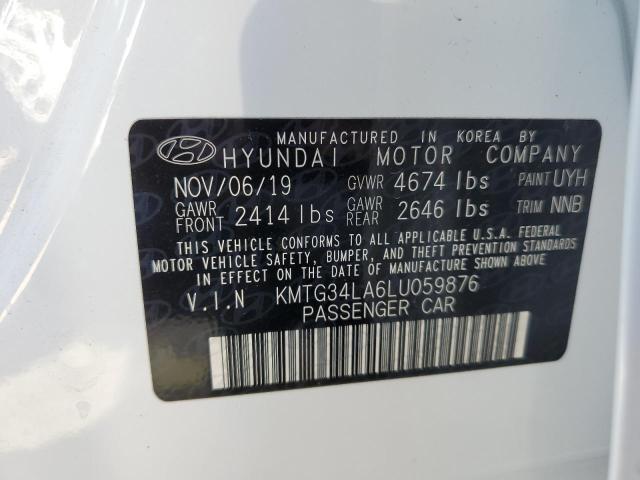 MANUFACTURED IN KOREA BY
HYUNDAI MOTOR COMPANY
NOV/06/19 GVWR 4674 lbs PAINT UYH
GAWR FRONT 2414 lbs GAWR REAR 2646 lbs TRIM NNB
THIS VEHICLE CONFORMS TO ALL APPLICABLE U.S.A. FEDERAL
MOTOR VEHICLE SAFETY, BUMPER, AND THEFT PREVENTION STANDARDS
IN EFFECT ON THE DATE OF MANUFACTURE SHOWN ABOVE
V.I.N KMTG34LA6LU059876
PASSENGER CAR